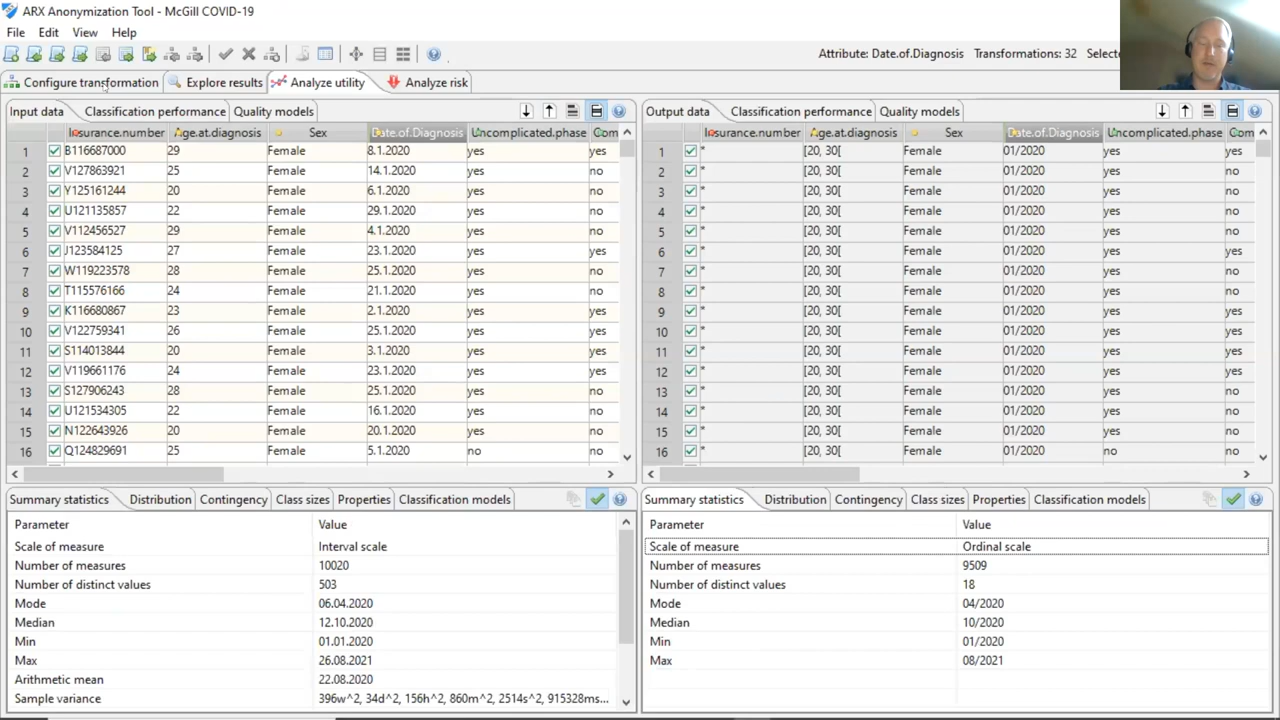 ARX Anonymization Tool - McGill COVID-19
File Edit View Help
Attribute: Date.of.Diagnosis Transformations: 32 Selecte
Configure transformation Explore results Analyze utility Analyze risk
Input data Classification performance Quality models
Insurance.number Age.at.diagnosis Sex Date.of.Diagnosis Uncomplicated.phase Com
1 B116687000 29 Female 8.1.2020 yes yes
2 V127863921 25 Female 14.1.2020 yes no
3 Y125161244 20 Female 6.1.2020 yes no
4 U121135857 22 Female 29.1.2020 yes no
5 V112456527 29 Female 4.1.2020 yes no
6 J123584125 27 Female 23.1.2020 yes yes
7 W119223578 28 Female 25.1.2020 yes no
8 T115576166 24 Female 21.1.2020 yes no
9 K116680867 23 Female 2.1.2020 yes yes
10 V122759341 26 Female 25.1.2020 yes yes
11 S114013844 20 Female 3.1.2020 yes yes
12 V119661176 24 Female 23.1.2020 yes yes
13 S127906243 28 Female 25.1.2020 yes no
14 U121534305 22 Female 16.1.2020 yes no
15 N122643926 20 Female 20.1.2020 yes no
16 Q124829691 25 Female 5.1.2020 no no
Output data Classification performance Quality models
Insurance.number Age.at.diagnosis Sex Date.of.Diagnosis Uncomplicated.phase Com
1 * [20, 30[ Female 01/2020 yes yes
2 * [20, 30[ Female 01/2020 yes no
3 * [20, 30[ Female 01/2020 yes no
4 * [20, 30[ Female 01/2020 yes no
5 * [20, 30[ Female 01/2020 yes no
6 * [20, 30[ Female 01/2020 yes yes
7 * [20, 30[ Female 01/2020 yes no
8 * [20, 30[ Female 01/2020 yes no
9 * [20, 30[ Female 01/2020 yes yes
10 * [20, 30[ Female 01/2020 yes yes
11 * [20, 30[ Female 01/2020 yes yes
12 * [20, 30[ Female 01/2020 yes yes
13 * [20, 30[ Female 01/2020 yes no
14 * [20, 30[ Female 01/2020 yes no
15 * [20, 30[ Female 01/2020 yes no
16 * [20, 30[ Female 01/2020 no no
Summary statistics Distribution Contingency Class sizes Properties Classification models
Parameter Value
Scale of measure Interval scale
Number of measures 10020
Number of distinct values 503
Mode 06.04.2020
Median 12.10.2020
Min 01.01.2020
Max 26.08.2021
Arithmetic mean 22.08.2020
Sample variance 396w^2, 34d^2, 156h^2, 860m^2, 2514s^2, 915328ms...
Summary statistics Distribution Contingency Class sizes Properties Classification models
Parameter Value
Scale of measure Ordinal scale
Number of measures 9509
Number of distinct values 18
Mode 04/2020
Median 10/2020
Min 01/2020
Max 08/2021